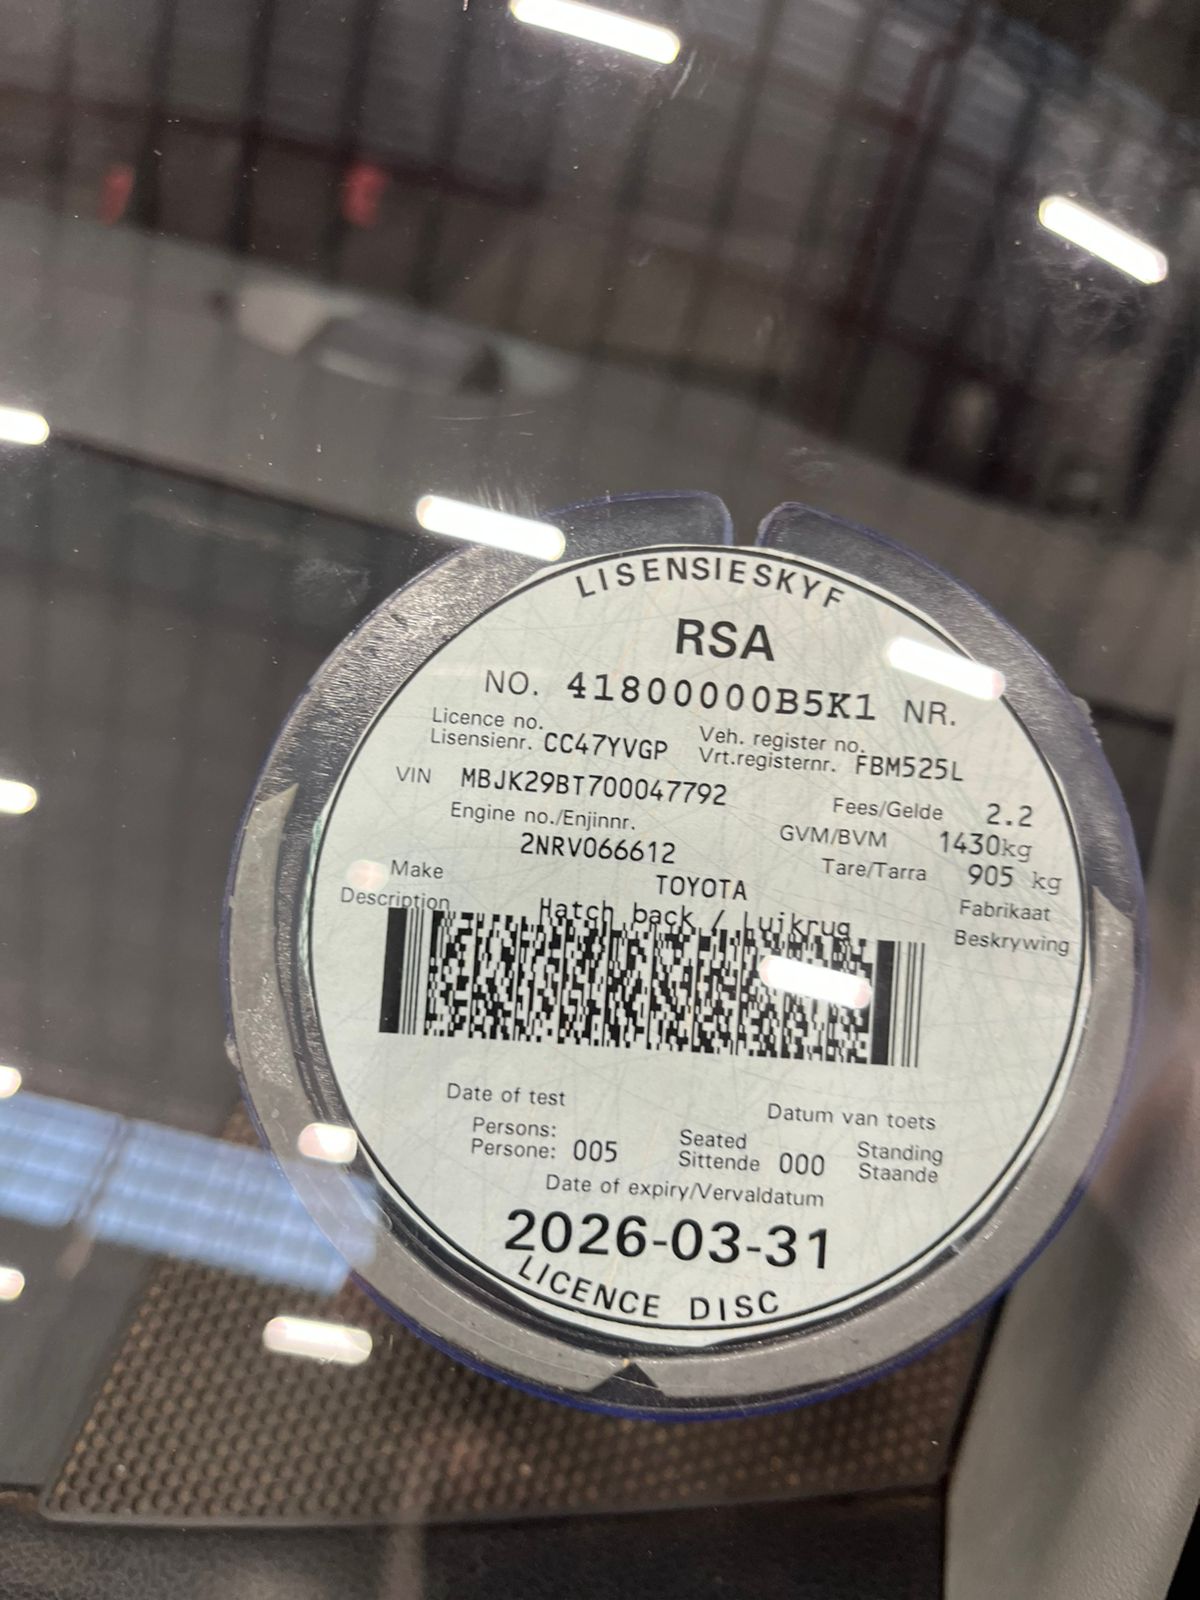 LISENSIESKYF
RSA
NO. 41800000B5K1 NR.
Licence no. Veh. register no.
Lisensienr. CC47YVGP Vrt.registernr. FBM525L
VIN MBJK29BT700047792 Fees/Gelde 2.2
Engine no./Enjinnr. GVM/BVM 1430kg
2NRV066612 Tare/Tarra 905 kg
Make TOYOTA Fabrikaat
Description Hatch back / Luikrug Beskrywing
Date of test Datum van toets
Persons: Seated Standing
Persone: 005 Sittende 000 Staande
Date of expiry/Vervaldatum
2026-03-31
LICENCE DISC